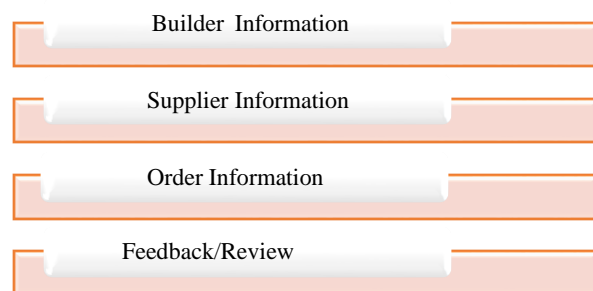 Builder Information
Supplier Information
Order Information
Feedback/Review